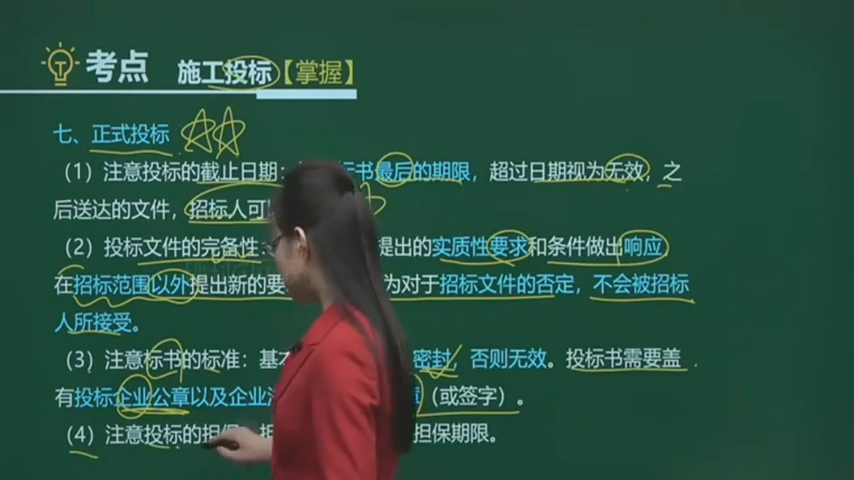 考点 施工投标【掌握】
七、正式投标
（1）注意投标的截止日期： 标书最后的期限，超过日期视为无效，之
后送达的文件，招标人可
（2）投标文件的完备性： 提出的实质性要求和条件做出响应
在招标范围以外提出新的要 为对于招标文件的否定，不会被招标
人所接受。
（3）注意标书的标准：基 密封，否则无效。投标书需要盖
有投标企业公章以及企业 （或签字）。
（4）注意投标的担保 担保期限。